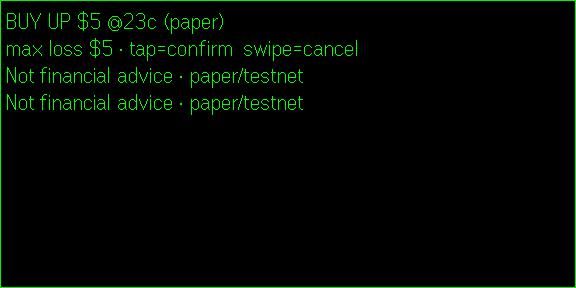 BUY UP $5 @23c (paper)
max loss $5 · tap=confirm  swipe=cancel
Not financial advice · paper/testnet
Not financial advice · paper/testnet